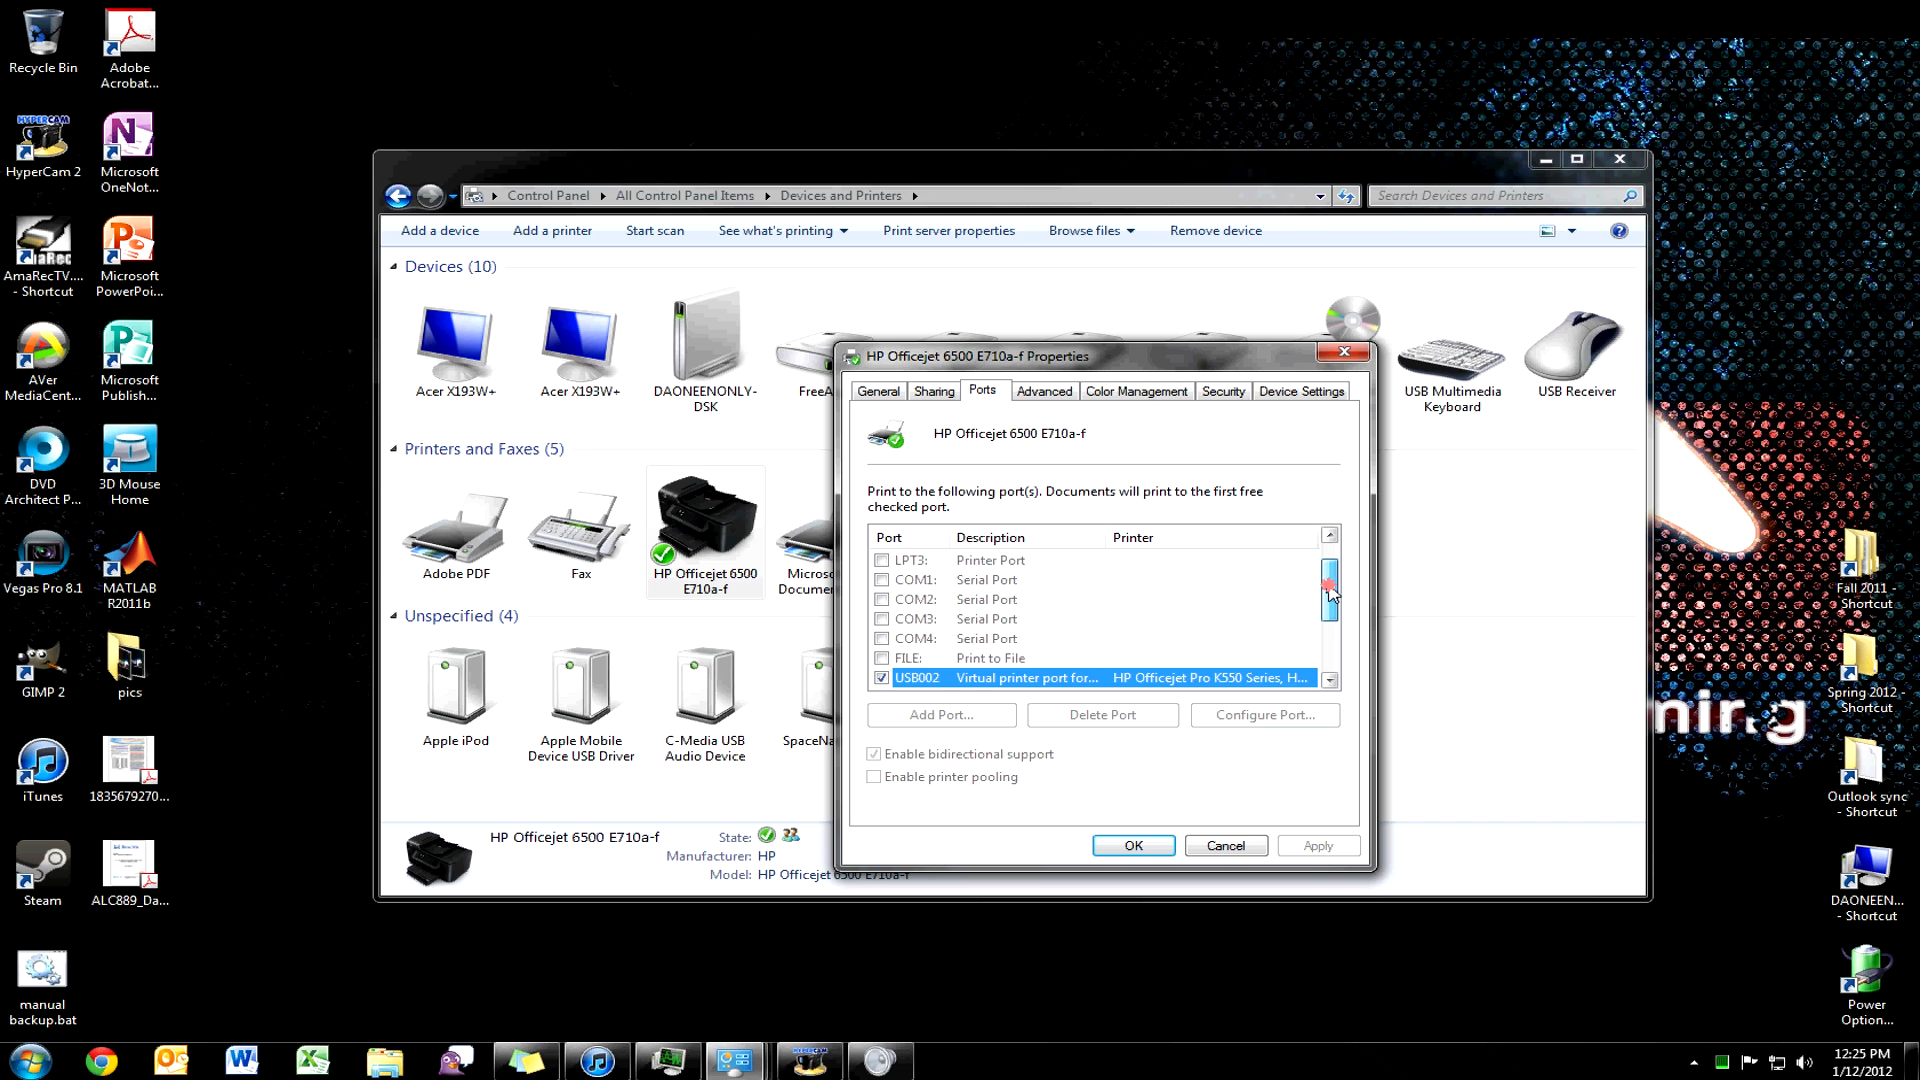 Recycle Bin
Adobe
Acrobat...
HyperCam 2
Microsoft
OneNot...
AmaRecTV....
- Shortcut
Microsoft
PowerPoi...
AVer
MediaCent...
Microsoft
Publish...
DVD
Architect P...
3D Mouse
Home
Vegas Pro 8.1
MATLAB
R2011b
GIMP 2
pics
iTunes
1835679270...
Steam
ALC889_Da...
manual
backup.bat
Control Panel
All Control Panel Items
Devices and Printers
Search Devices and Printers
Add a device
Add a printer
Start scan
See what's printing
Print server properties
Browse files
Remove device
Devices (10)
Acer X193W+
Acer X193W+
DAONEENONLY-
DSK
FreeA
USB Multimedia
Keyboard
USB Receiver
Printers and Faxes (5)
Adobe PDF
Fax
HP Officejet 6500
E710a-f
Micros
Documen
Unspecified (4)
Apple iPod
Apple Mobile
Device USB Driver
C-Media USB
Audio Device
SpaceNa
HP Officejet 6500 E710a-f
State:
Manufacturer: HP
Model: HP Officejet 6500 E710a-f
HP Officejet 6500 E710a-f Properties
General
Sharing
Ports
Advanced
Color Management
Security
Device Settings
HP Officejet 6500 E710a-f
Print to the following port(s). Documents will print to the first free
checked port.
Port Description Printer
LPT3: Printer Port
COM1: Serial Port
COM2: Serial Port
COM3: Serial Port
COM4: Serial Port
FILE: Print to File
USB002 Virtual printer port for... HP Officejet Pro K550 Series, H...
Add Port...
Delete Port
Configure Port...
Enable bidirectional support
Enable printer pooling
OK
Cancel
Apply
Fall 2011 -
Shortcut
Spring 2012 -
Shortcut
Outlook sync
- Shortcut
DAONEEN...
- Shortcut
Power
Option...
12:25 PM
1/12/2012